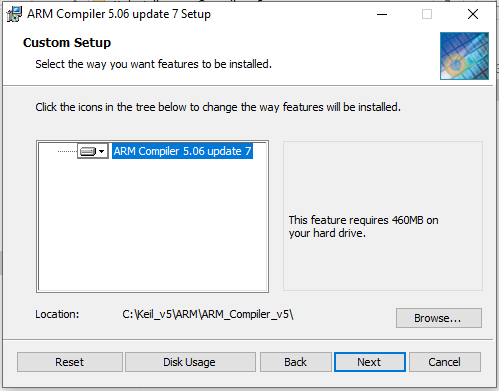 ARM Compiler 5.06 update 7 Setup
Custom Setup
Select the way you want features to be installed.
Click the icons in the tree below to change the way features will be installed.
ARM Compiler 5.06 update 7
This feature requires 460MB on
your hard drive.
Location: C:\Keil_v5\ARM\ARM_Compiler_v5\
Browse...
Reset Disk Usage Back Next Cancel